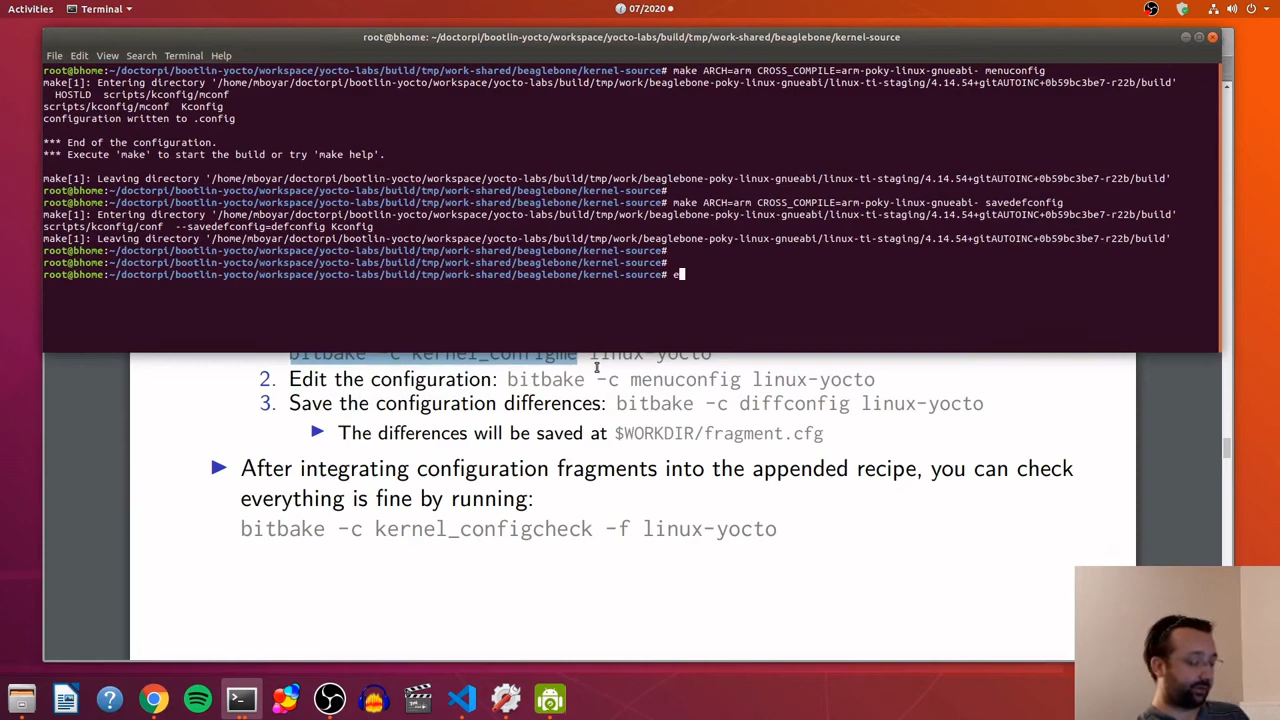 Activities
Terminal
07/2020
root@bhome: ~/doctorpi/bootlin-yocto/workspace/yocto-labs/build/tmp/work-shared/beaglebone/kernel-source
File Edit View Search Terminal Help
root@bhome:~/doctorpi/bootlin-yocto/workspace/yocto-labs/build/tmp/work-shared/beaglebone/kernel-source# make ARCH=arm CROSS_COMPILE=arm-poky-linux-gnueabi- menuconfig
make[1]: Entering directory '/home/mboyar/doctorpi/bootlin-yocto/workspace/yocto-labs/build/tmp/work/beaglebone-poky-linux-gnueabi/linux-ti-staging/4.14.54+gitAUTOINC+0b59bc3be7-r22b/build'
HOSTLD scripts/kconfig/mconf
scripts/kconfig/mconf Kconfig
configuration written to .config
*** End of the configuration.
*** Execute 'make' to start the build or try 'make help'.
make[1]: Leaving directory '/home/mboyar/doctorpi/bootlin-yocto/workspace/yocto-labs/build/tmp/work/beaglebone-poky-linux-gnueabi/linux-ti-staging/4.14.54+gitAUTOINC+0b59bc3be7-r22b/build'
root@bhome:~/doctorpi/bootlin-yocto/workspace/yocto-labs/build/tmp/work-shared/beaglebone/kernel-source#
root@bhome:~/doctorpi/bootlin-yocto/workspace/yocto-labs/build/tmp/work-shared/beaglebone/kernel-source# make ARCH=arm CROSS_COMPILE=arm-poky-linux-gnueabi- savedefconfig
make[1]: Entering directory '/home/mboyar/doctorpi/bootlin-yocto/workspace/yocto-labs/build/tmp/work/beaglebone-poky-linux-gnueabi/linux-ti-staging/4.14.54+gitAUTOINC+0b59bc3be7-r22b/build'
scripts/kconfig/conf --savedefconfig=defconfig Kconfig
make[1]: Leaving directory '/home/mboyar/doctorpi/bootlin-yocto/workspace/yocto-labs/build/tmp/work/beaglebone-poky-linux-gnueabi/linux-ti-staging/4.14.54+gitAUTOINC+0b59bc3be7-r22b/build'
root@bhome:~/doctorpi/bootlin-yocto/workspace/yocto-labs/build/tmp/work-shared/beaglebone/kernel-source#
root@bhome:~/doctorpi/bootlin-yocto/workspace/yocto-labs/build/tmp/work-shared/beaglebone/kernel-source#
root@bhome:~/doctorpi/bootlin-yocto/workspace/yocto-labs/build/tmp/work-shared/beaglebone/kernel-source# e
bitbake -c kernel_configme linux-yocto
2. Edit the configuration: bitbake -c menuconfig linux-yocto
3. Save the configuration differences: bitbake -c diffconfig linux-yocto
The differences will be saved at $WORKDIR/fragment.cfg
After integrating configuration fragments into the appended recipe, you can check
everything is fine by running:
bitbake -c kernel_configcheck -f linux-yocto